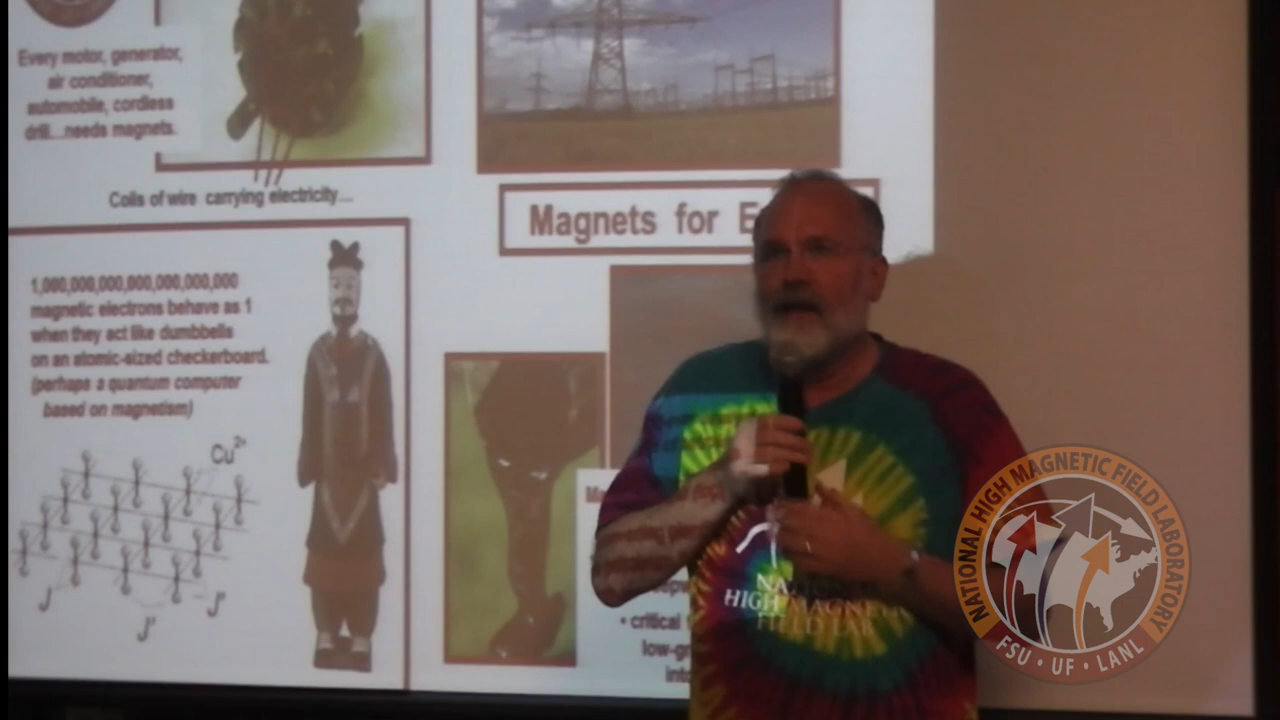 Every motor, generator,
air conditioner,
automobile, cordless
drill...needs magnets.
Coils of wire carrying electricity...
Magnets for E
1,000,000,000,000,000,000,000
magnetic electrons behave as 1
when they act like dumbbells
on an atomic-sized checkerboard.
(perhaps a quantum computer
based on magnetism)
Cu2+
J
J'
J"
• critical
low-gr
into
HIGH MAGNETIC
FIELD LAB
NATIONAL HIGH MAGNETIC FIELD LABORATORY
FSU • UF • LANL